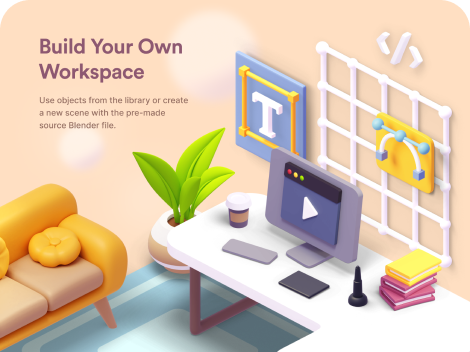 Build Your Own
Workspace
Use objects from the library or create
a new scene with the pre-made
source Blender file.
T